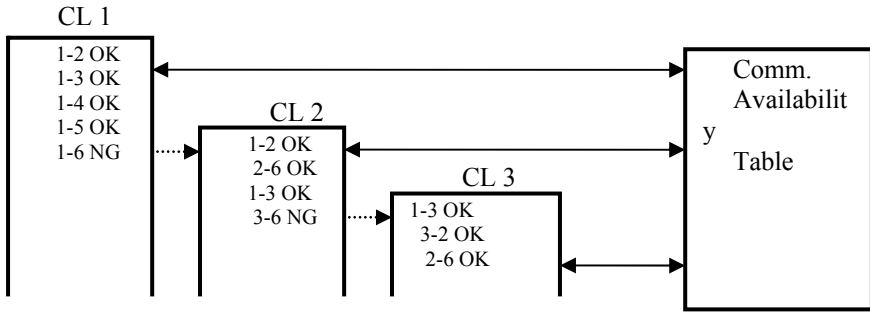 CL 1
1-2 OK
1-3 OK
1-4 OK
1-5 OK
1-6 NG
CL 2
1-2 OK
2-6 OK
1-3 OK
3-6 NG
CL 3
1-3 OK
3-2 OK
2-6 OK
Comm.
Availabilit
y
Table